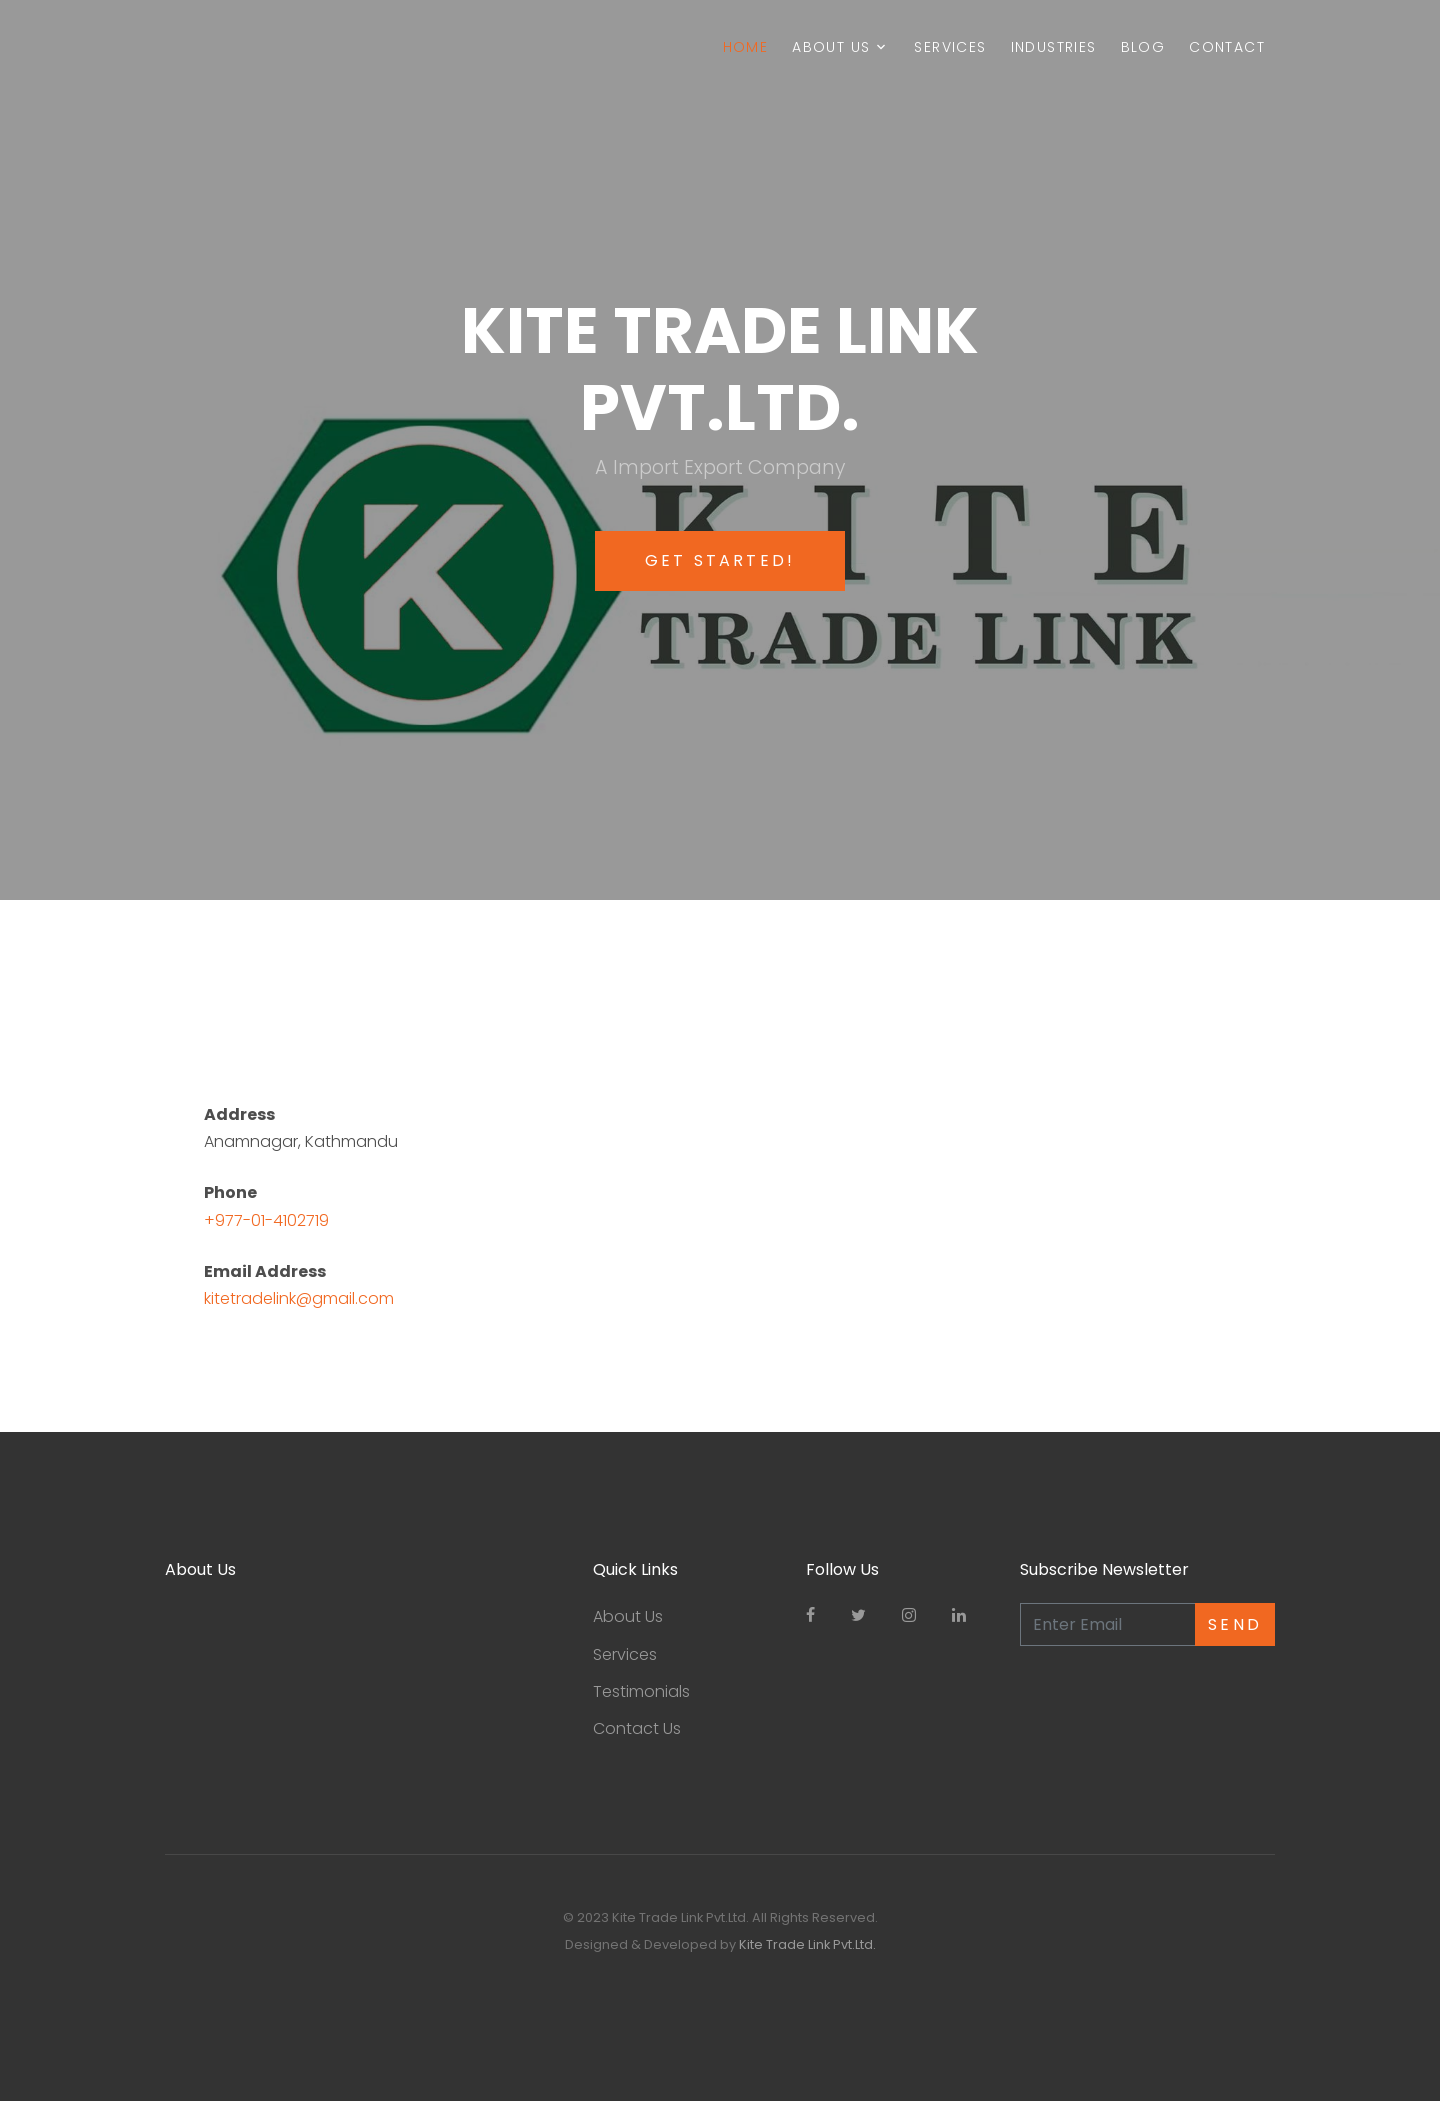 HOME ABOUT US SERVICES INDUSTRIES BLOG CONTACT
KITE TRADE LINK
PVT.LTD.
A Import Export Company
GET STARTED!
K
KITE
TRADE LINK
Address
Anamnagar, Kathmandu
Phone
+977-01-4102719
Email Address
kitetradelink@gmail.com
About Us
Quick Links
About Us
Services
Testimonials
Contact Us
Follow Us
Subscribe Newsletter
Enter Email SEND
© 2023 Kite Trade Link Pvt.Ltd. All Rights Reserved.
Designed & Developed by Kite Trade Link Pvt.Ltd.